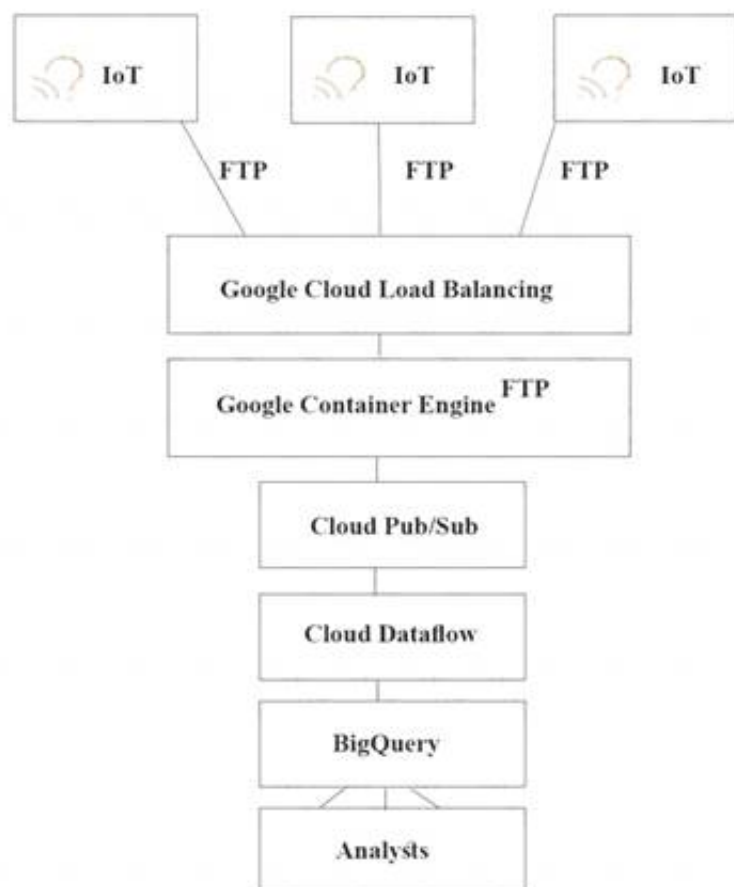 IoT
IoT
IoT
FTP
FTP
FTP
Google Cloud Load Balancing
Google Container Engine FTP
Cloud Pub/Sub
Cloud Dataflow
BigQuery
Analysts